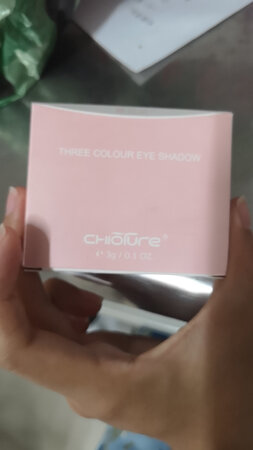 THREE COLOUR EYE SHADOW
CHIOTURE®
℮ 3g / 0.1 OZ.